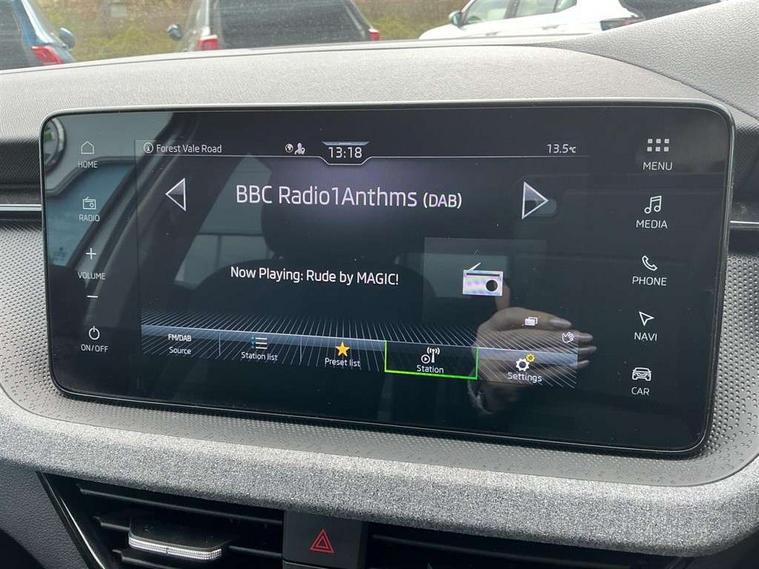 Forest Vale Road
13:18
13.5°C
HOME
RADIO
+
VOLUME
−
ON/OFF
BBC Radio1Anthms (DAB)
Now Playing: Rude by MAGIC!
FM/DAB
Source
Station list
Preset list
Station
Settings
MENU
MEDIA
PHONE
NAVI
CAR